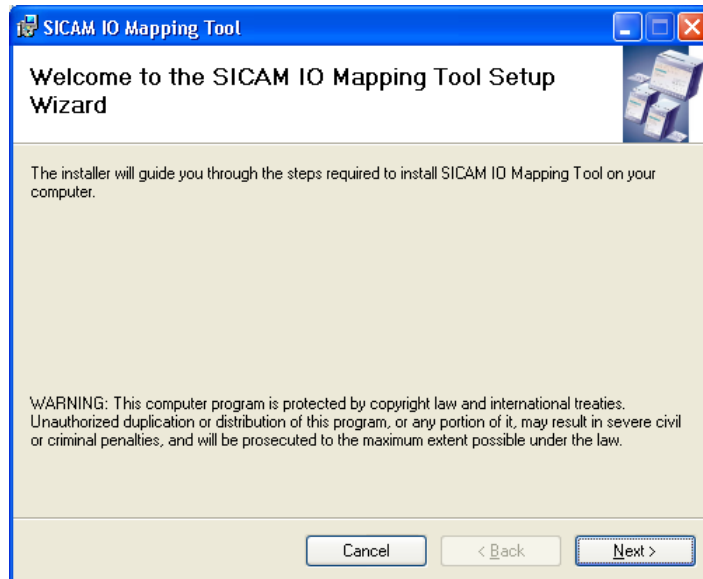 SICAM IO Mapping Tool
Welcome to the SICAM IO Mapping Tool Setup
Wizard
The installer will guide you through the steps required to install SICAM IO Mapping Tool on your
computer.
WARNING: This computer program is protected by copyright law and international treaties.
Unauthorized duplication or distribution of this program, or any portion of it, may result in severe civil
or criminal penalties, and will be prosecuted to the maximum extent possible under the law.
Cancel < Back Next >